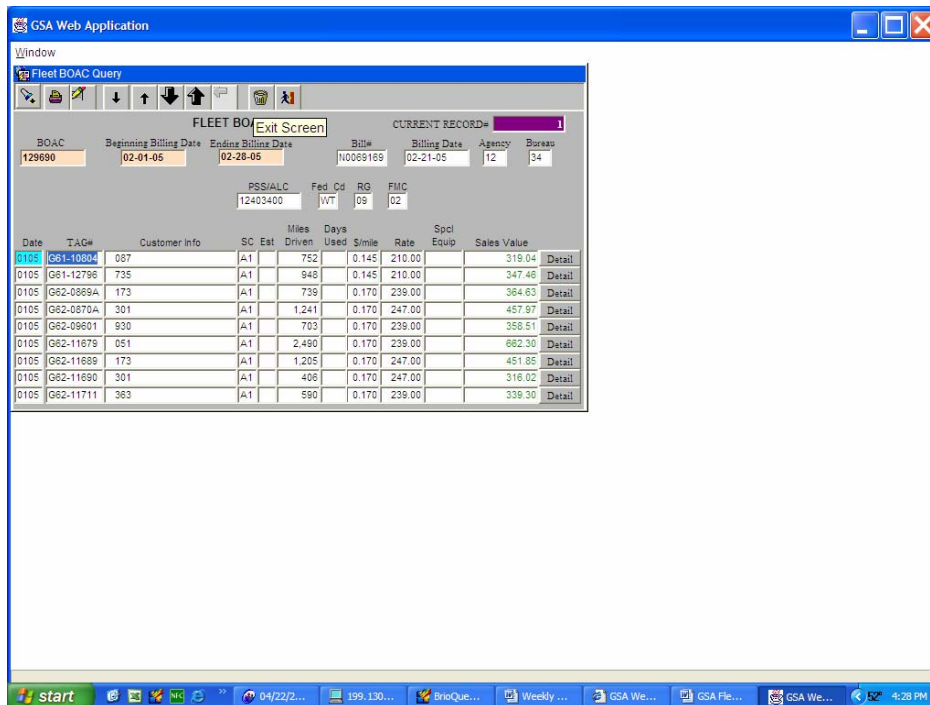 GSA Web Application
Window
Fleet BOAC Query
FLEET BOA
Exit Screen
CURRENT RECORD= 1
BOAC Beginning Billing Date Ending Billing Date Bill# Billing Date Agency Bureau
129690 02-01-05 02-28-05 N0069169 02-21-05 12 34
PSS/ALC Fed Cd RG FMC
12403400 WT 09 02
Miles Days Spcl
Date TAG# Customer Info SC Est Driven Used $/mile Rate Equip Sales Value
0105 G61-10804 087 A1 752 0.145 210.00 319.04 Detail
0105 G61-12796 735 A1 948 0.145 210.00 347.46 Detail
0105 G62-0869A 173 A1 739 0.170 239.00 364.63 Detail
0105 G62-0870A 301 A1 1,241 0.170 247.00 457.97 Detail
0105 G62-09601 930 A1 703 0.170 239.00 358.51 Detail
0105 G62-11679 051 A1 2,490 0.170 239.00 662.30 Detail
0105 G62-11689 173 A1 1,205 0.170 247.00 451.85 Detail
0105 G62-11690 301 A1 406 0.170 247.00 316.02 Detail
0105 G62-11711 363 A1 590 0.170 239.00 339.30 Detail
start 04/22/2... 199.130... BrioQue... Weekly ... GSA We... GSA Fle... GSA We... 52° 4:28 PM